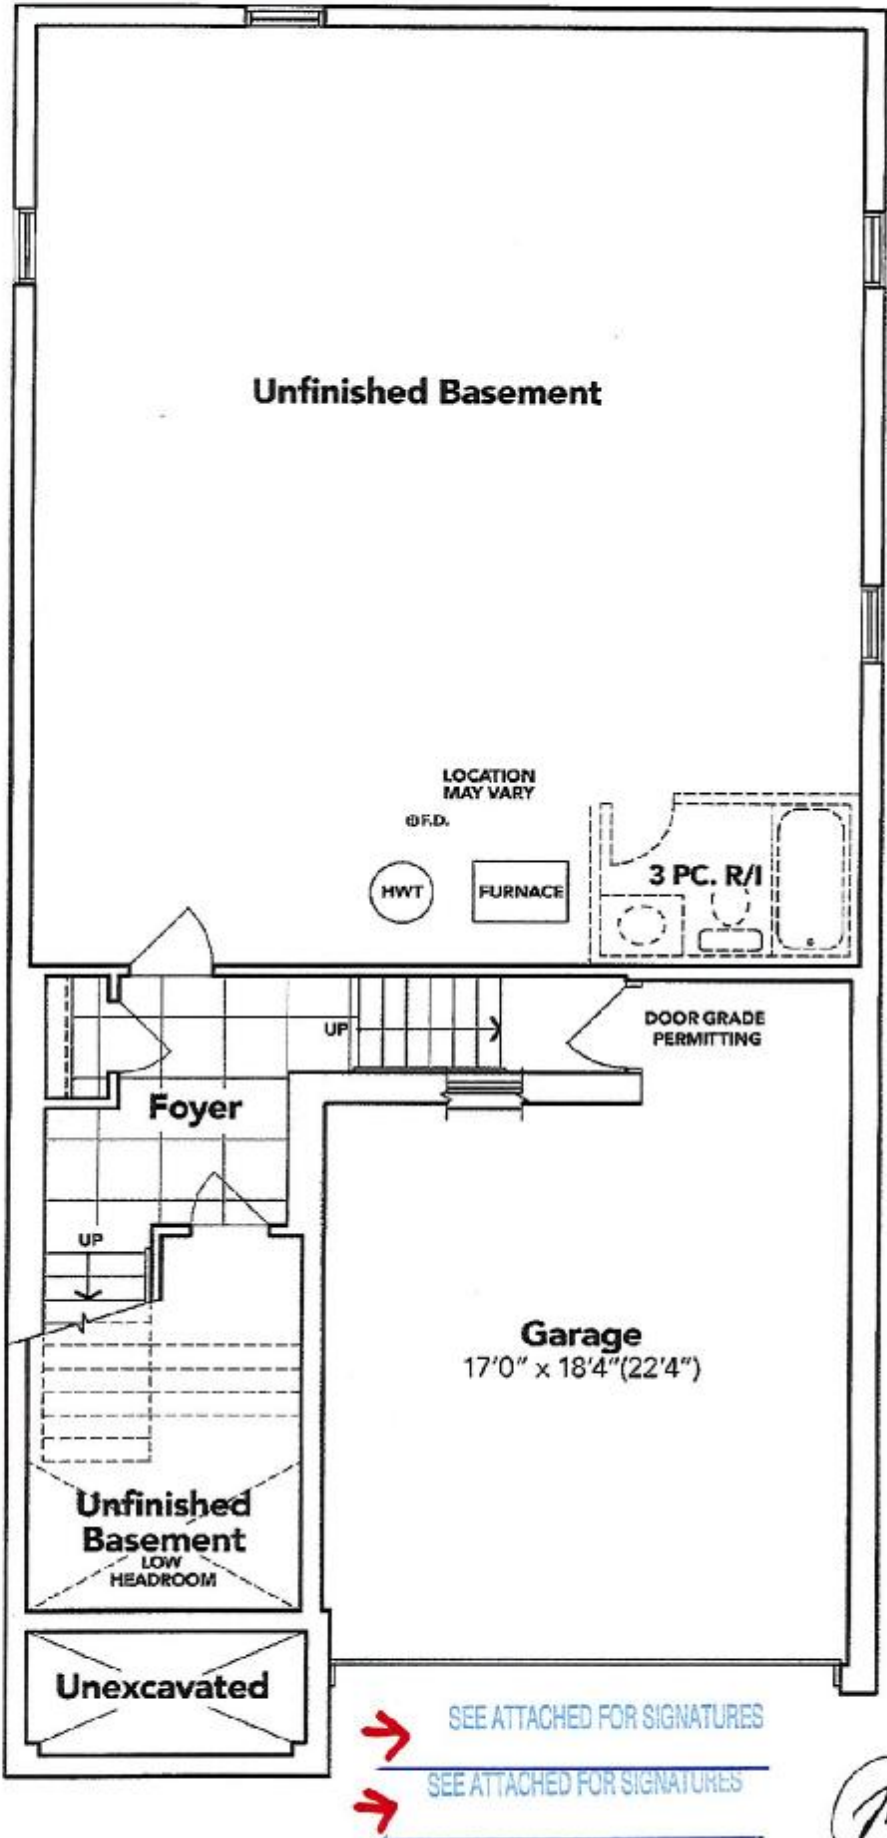 Unfinished Basement
LOCATION
MAY VARY
F.D.
HWT
FURNACE
3 PC. R/I
UP
DOOR GRADE
PERMITTING
Foyer
UP
Garage
17'0" x 18'4"(22'4")
Unfinished
Basement
LOW
HEADROOM
Unexcavated
SEE ATTACHED FOR SIGNATURES
SEE ATTACHED FOR SIGNATURES